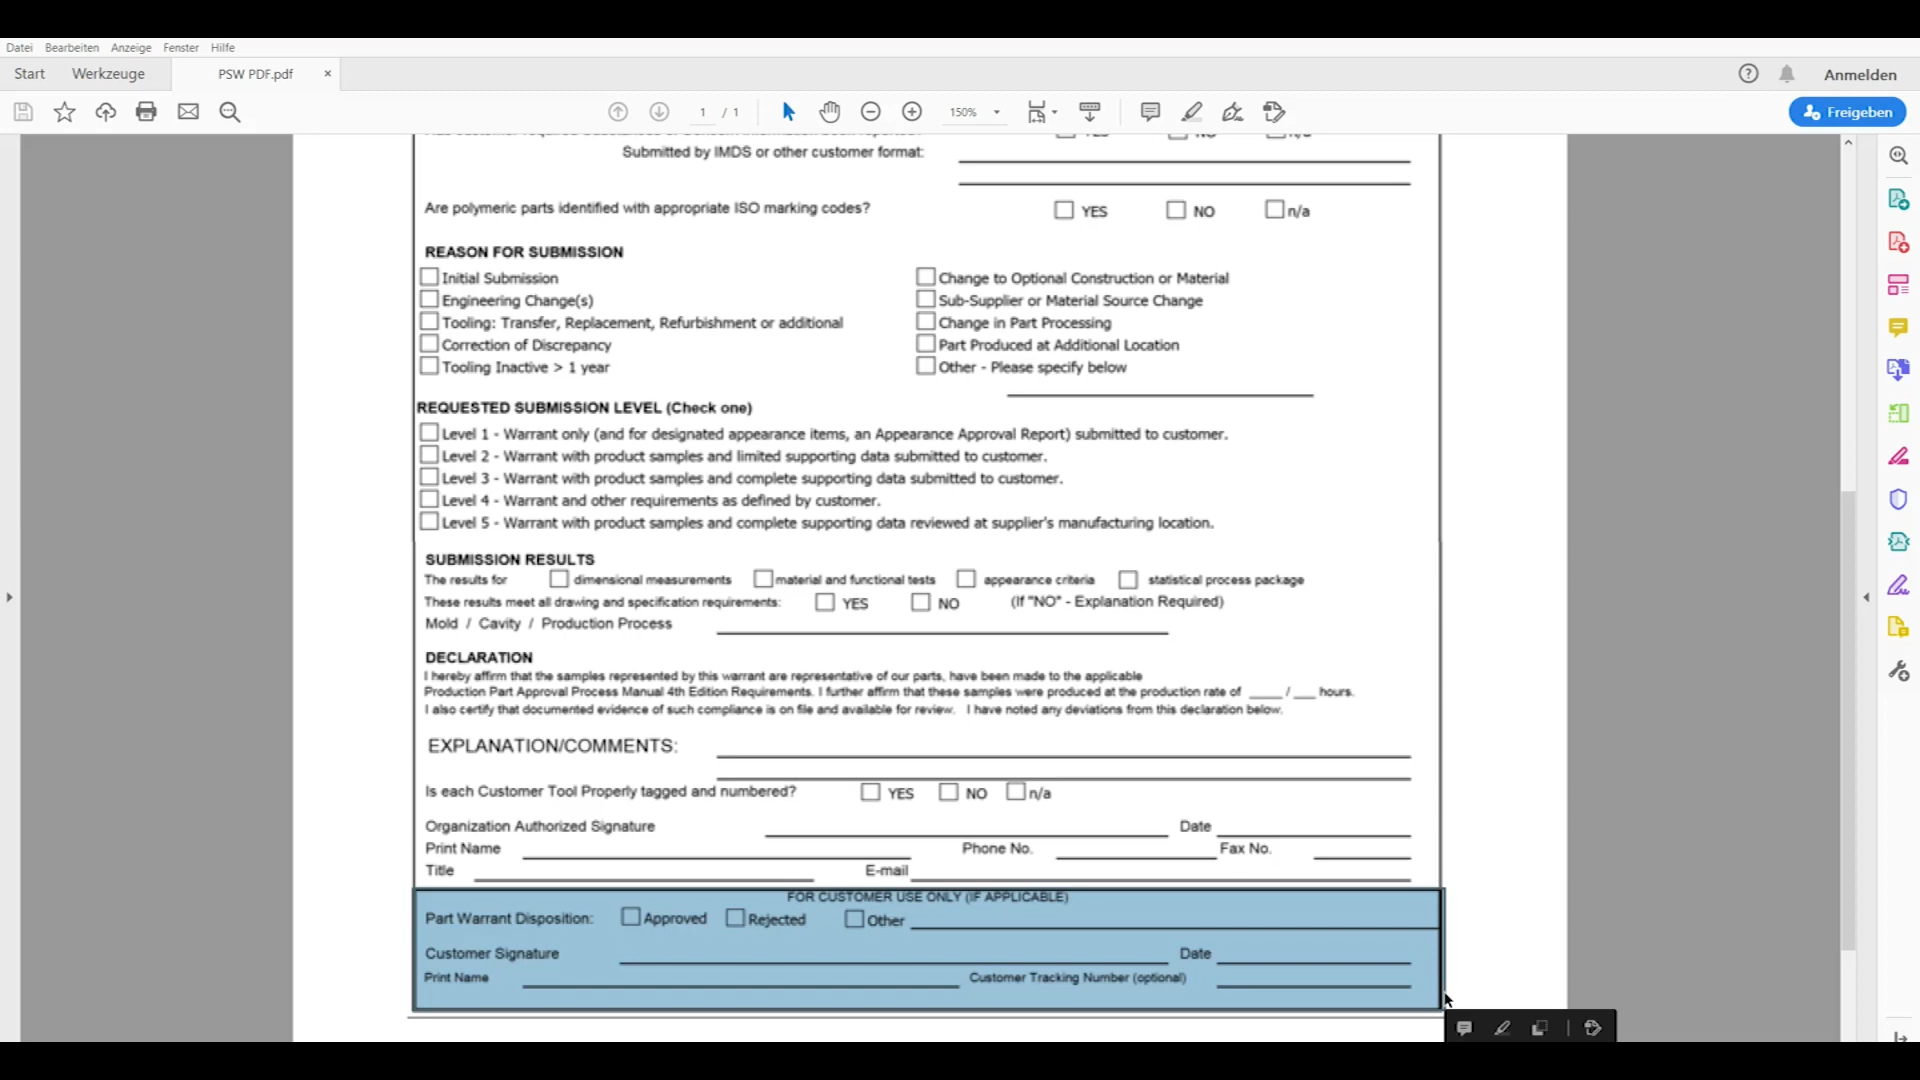 Datei Bearbeiten Anzeige Fenster Hilfe
Start Werkzeuge PSW PDF.pdf × Anmelden
1 / 1 150% Freigeben
YES NO n/a
Submitted by IMDS or other customer format:
Are polymeric parts identified with appropriate ISO marking codes? YES NO n/a
REASON FOR SUBMISSION
Initial Submission Change to Optional Construction or Material
Engineering Change(s) Sub-Supplier or Material Source Change
Tooling: Transfer, Replacement, Refurbishment or additional Change in Part Processing
Correction of Discrepancy Part Produced at Additional Location
Tooling Inactive > 1 year Other - Please specify below
REQUESTED SUBMISSION LEVEL (Check one)
Level 1 - Warrant only (and for designated appearance items, an Appearance Approval Report) submitted to customer.
Level 2 - Warrant with product samples and limited supporting data submitted to customer.
Level 3 - Warrant with product samples and complete supporting data submitted to customer.
Level 4 - Warrant and other requirements as defined by customer.
Level 5 - Warrant with product samples and complete supporting data reviewed at supplier's manufacturing location.
SUBMISSION RESULTS
The results for dimensional measurements material and functional tests appearance criteria statistical process package
These results meet all drawing and specification requirements: YES NO (If "NO" - Explanation Required)
Mold / Cavity / Production Process
DECLARATION
I hereby affirm that the samples represented by this warrant are representative of our parts, have been made to the applicable
Production Part Approval Process Manual 4th Edition Requirements. I further affirm that these samples were produced at the production rate of ____ / ___ hours.
I also certify that documented evidence of such compliance is on file and available for review. I have noted any deviations from this declaration below.
EXPLANATION/COMMENTS:
Is each Customer Tool Properly tagged and numbered? YES NO n/a
Organization Authorized Signature Date
Print Name Phone No. Fax No.
Title E-mail
FOR CUSTOMER USE ONLY (IF APPLICABLE)
Part Warrant Disposition: Approved Rejected Other
Customer Signature Date
Print Name Customer Tracking Number (optional)